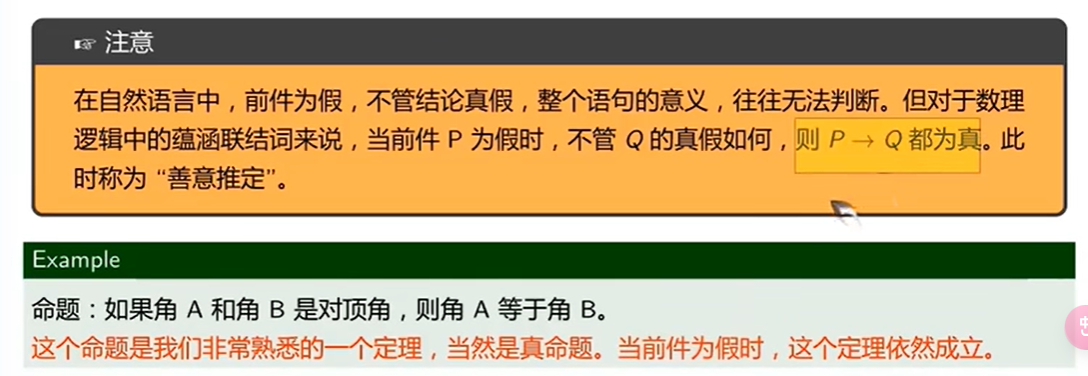 ☞ 注意
在自然语言中，前件为假，不管结论真假，整个语句的意义，往往无法判断。但对于数理
逻辑中的蕴涵联结词来说，当前件 P 为假时，不管 Q 的真假如何，则 P → Q 都为真。此
时称为 “善意推定”。
Example
命题：如果角 A 和角 B 是对顶角，则角 A 等于角 B。
这个命题是我们非常熟悉的一个定理，当然是真命题。当前件为假时，这个定理依然成立。